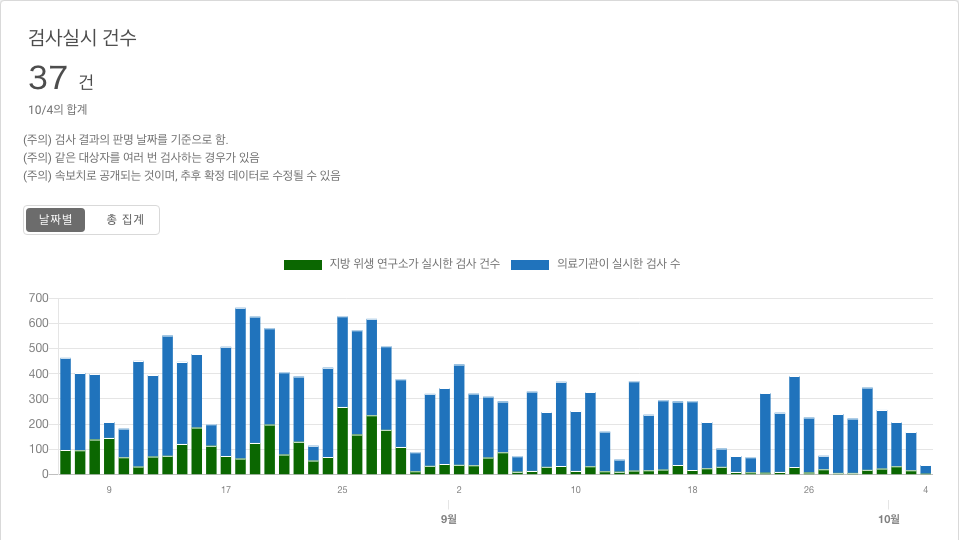 검사실시 건수
37 건
10/4의 합계
(주의) 검사 결과의 판명 날짜를 기준으로 함.
(주의) 같은 대상자를 여러 번 검사하는 경우가 있음
(주의) 속보치로 공개되는 것이며, 추후 확정 데이터로 수정될 수 있음
날짜별 총 집계
지방 위생 연구소가 실시한 검사 건수 의료기관이 실시한 검사 수
700
600
500
400
300
200
100
0
9 17 25 2 10 18 26 4
9월 10월